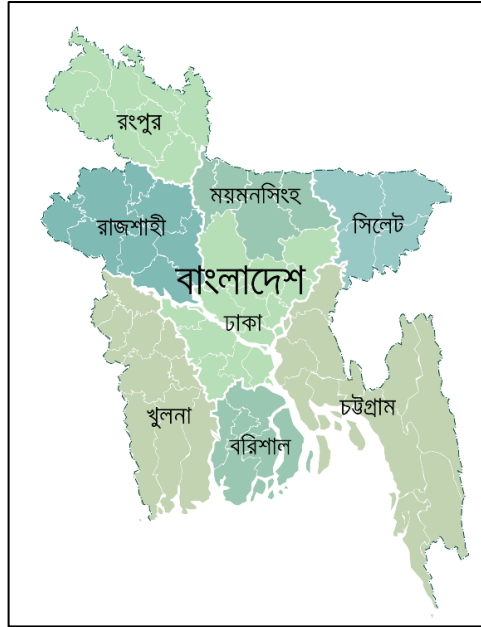 রংপুর
ময়মনসিংহ
রাজশাহী
সিলেট
বাংলাদেশ
ঢাকা
খুলনা
চট্টগ্রাম
বরিশাল